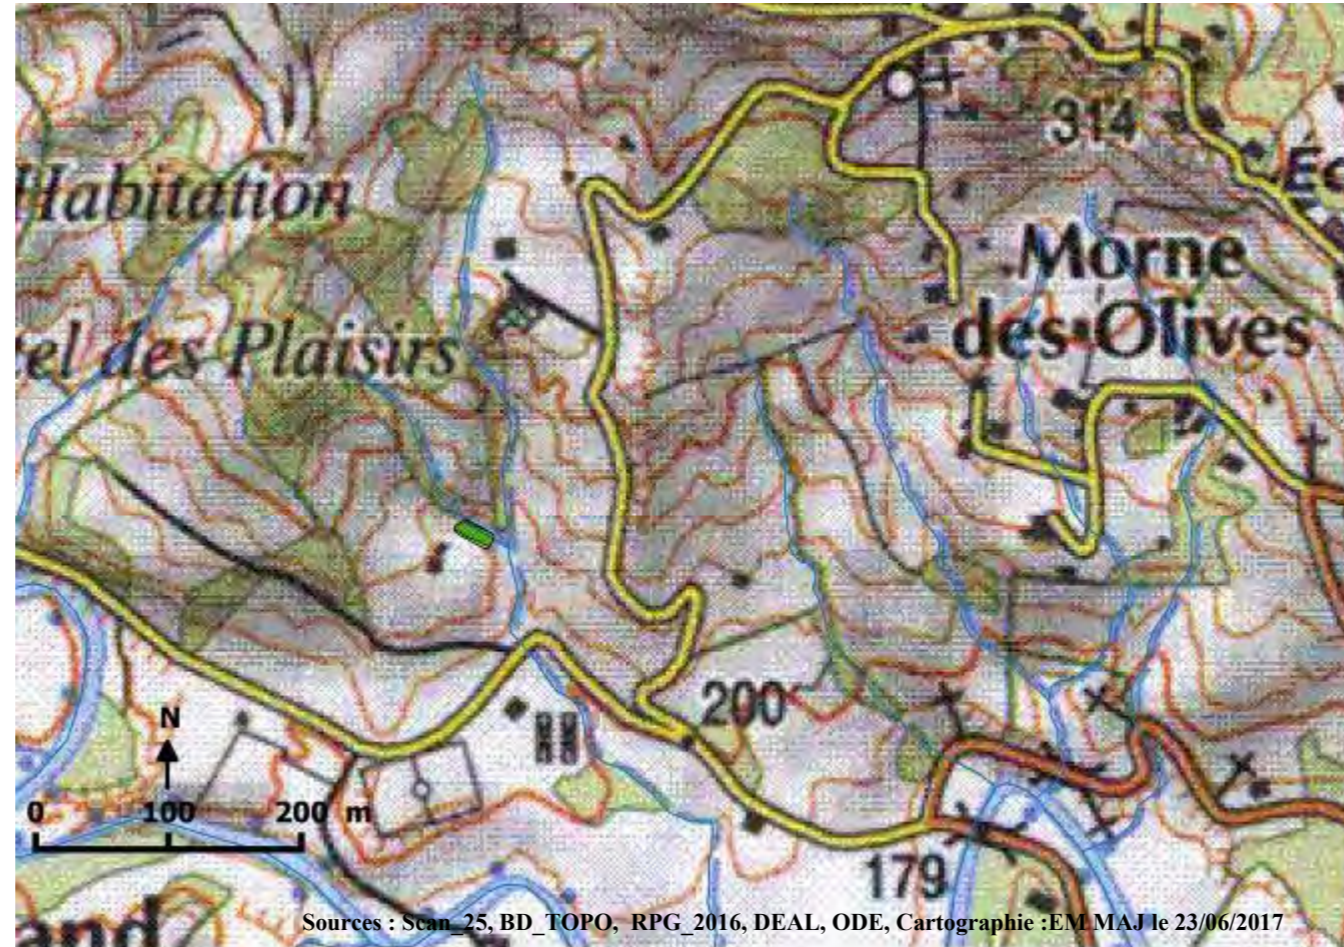 314
Habitation
Morne
des Olives
el des Plaisirs
200
N
0 100 200 m
179
and
Sources : Scan_25, BD_TOPO, RPG_2016, DEAL, ODE, Cartographie :EM MAJ le 23/06/2017